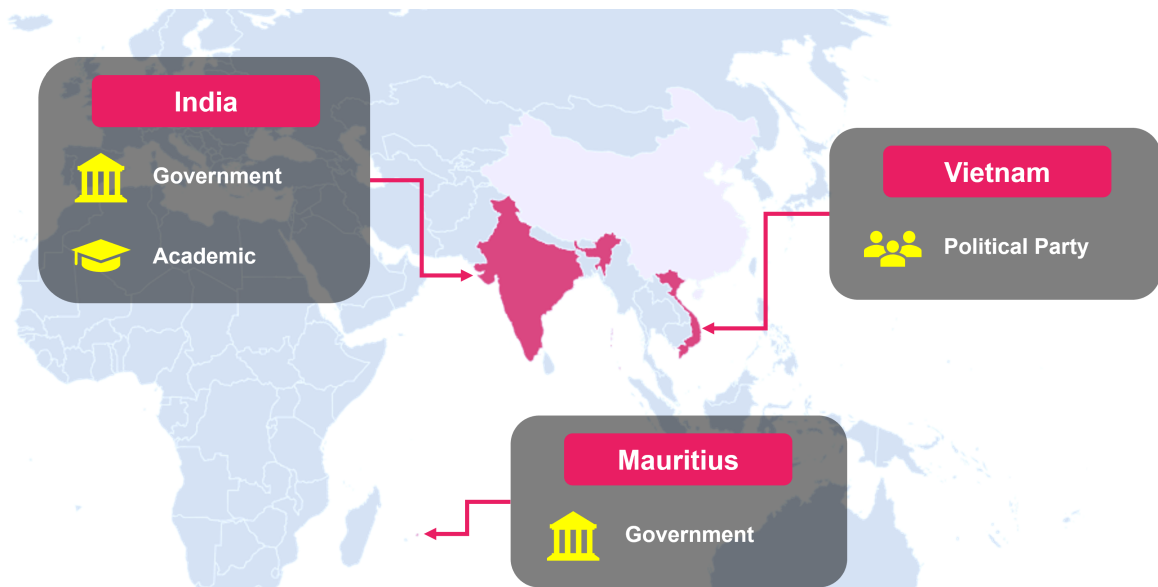 India
Government
Academic
Vietnam
Political Party
Mauritius
Government